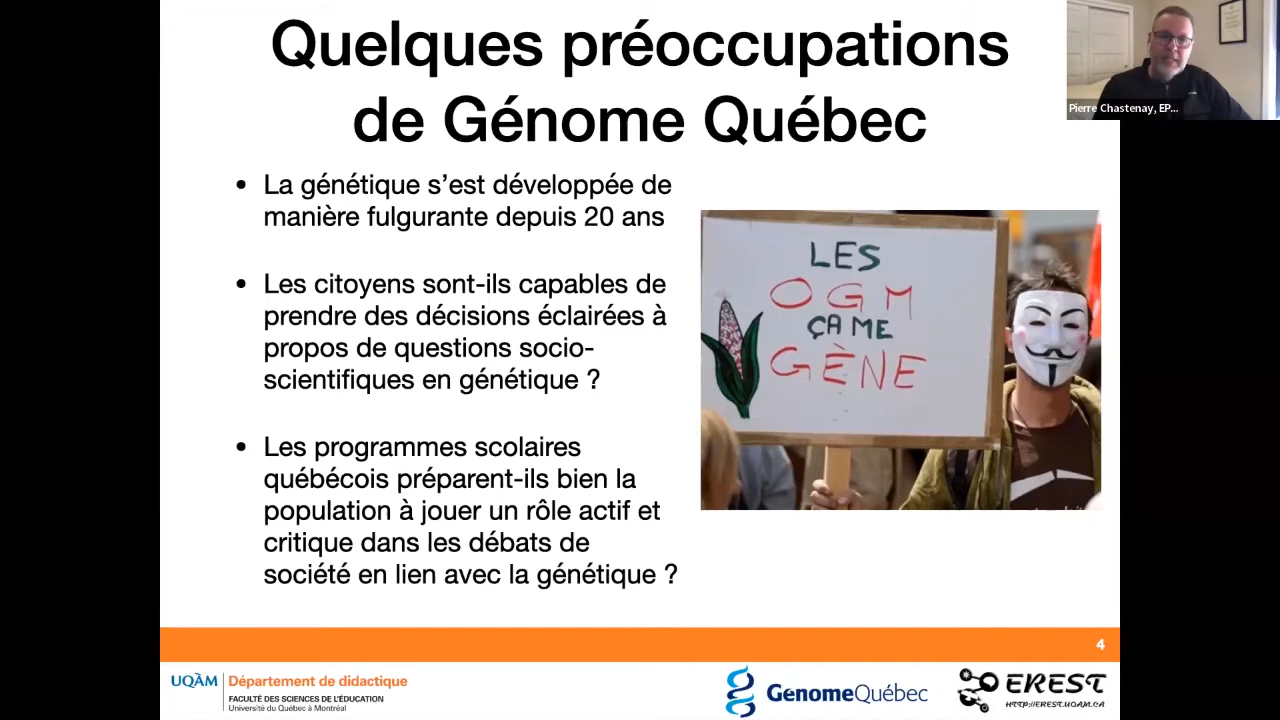 Quelques préoccupations
de Génome Québec
Pierre Chastenay, EP...
• La génétique s’est développée de
manière fulgurante depuis 20 ans
• Les citoyens sont-ils capables de
prendre des décisions éclairées à
propos de questions socio-
scientifiques en génétique ?
• Les programmes scolaires
québécois préparent-ils bien la
population à jouer un rôle actif et
critique dans les débats de
société en lien avec la génétique ?
LES
OGM
ÇA ME
GÈNE
4
UQÀM
Département de didactique
FACULTÉ DES SCIENCES DE L'ÉDUCATION
Université du Québec à Montréal
GenomeQuébec
EREST
HTTP://EREST.UQAM.CA